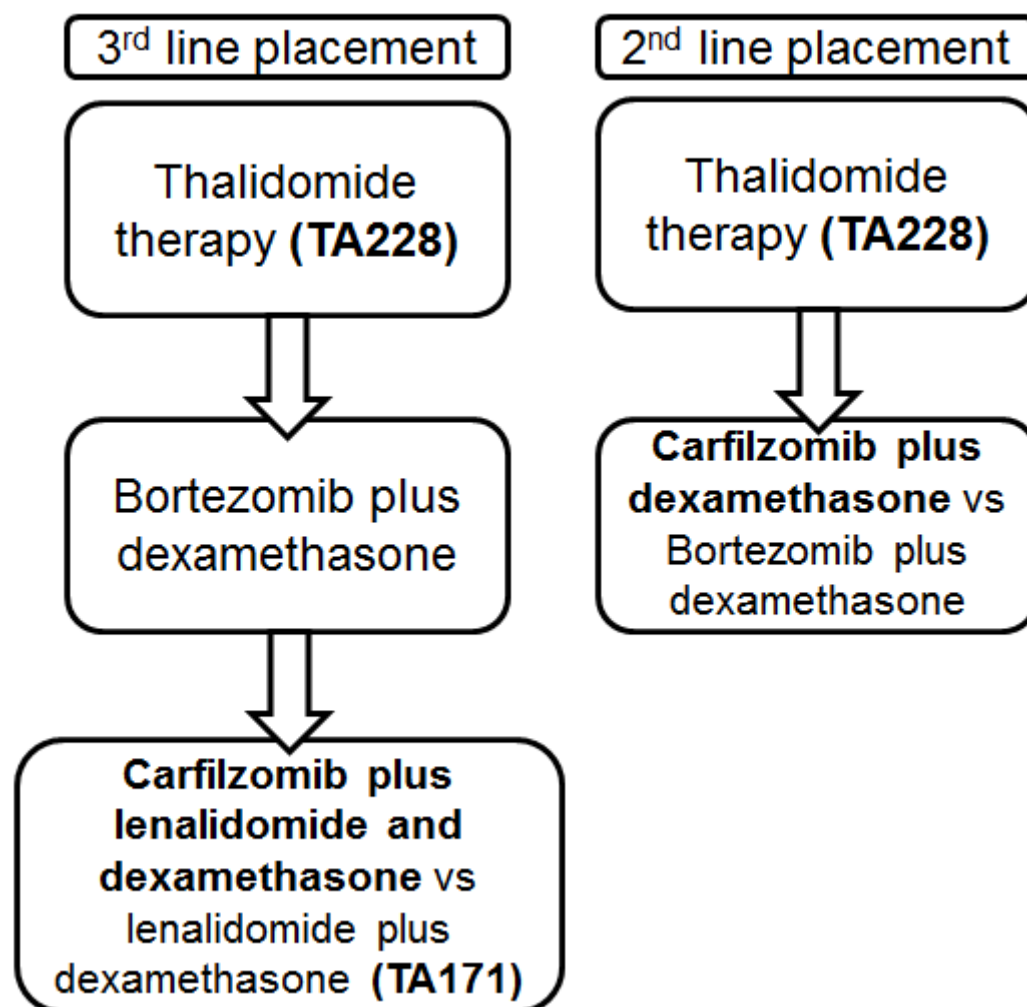 3rd line placement
Thalidomide
therapy (TA228)
Bortezomib plus
dexamethasone
Carfilzomib plus
lenalidomide and
dexamethasone vs
lenalidomide plus
dexamethasone (TA171)
2nd line placement
Thalidomide
therapy (TA228)
Carfilzomib plus
dexamethasone vs
Bortezomib plus
dexamethasone